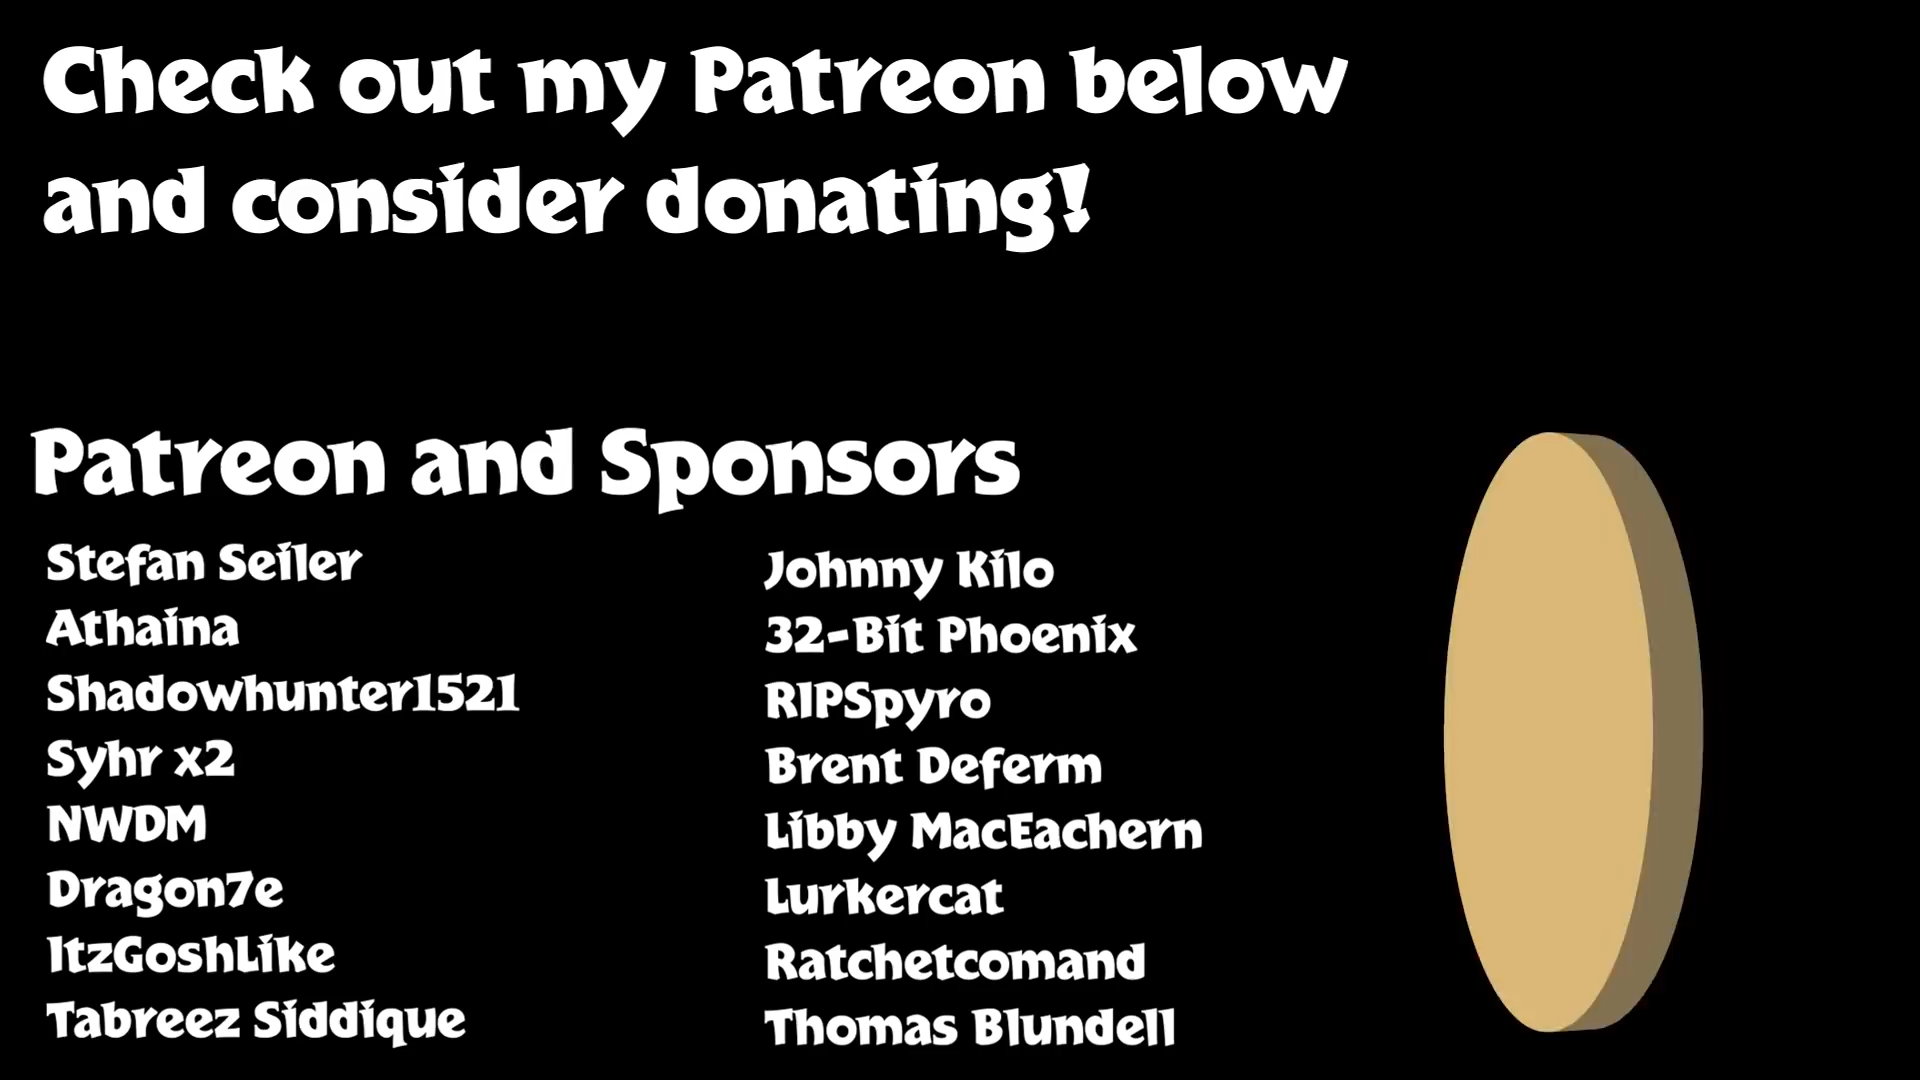 Check out my Patreon below
and consider donating!
Patreon and Sponsors
Stefan Seiler
Athaina
Shadowhunter1521
Syhr x2
NWDM
Dragon7e
ItzGoshLike
Tabreez Siddique
Johnny Kilo
32-Bit Phoenix
RIPSpyro
Brent Deferm
Libby MacEachern
Lurkercat
Ratchetcomand
Thomas Blundell